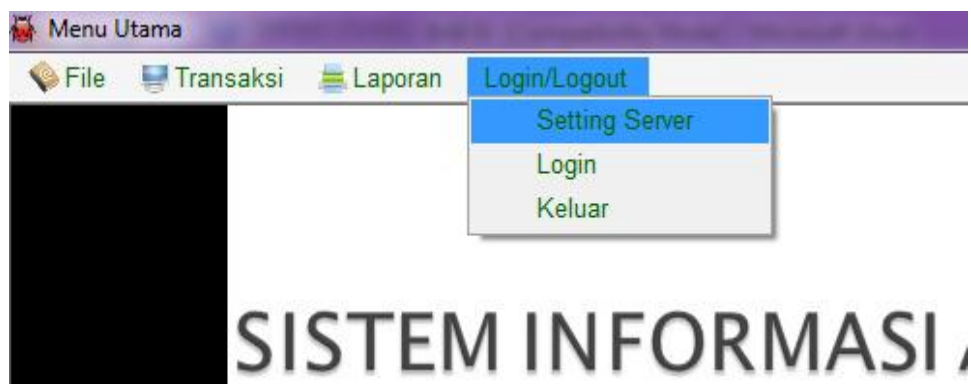 Menu Utama
File Transaksi Laporan Login/Logout
Setting Server
Login
Keluar
SISTEM INFORMASI